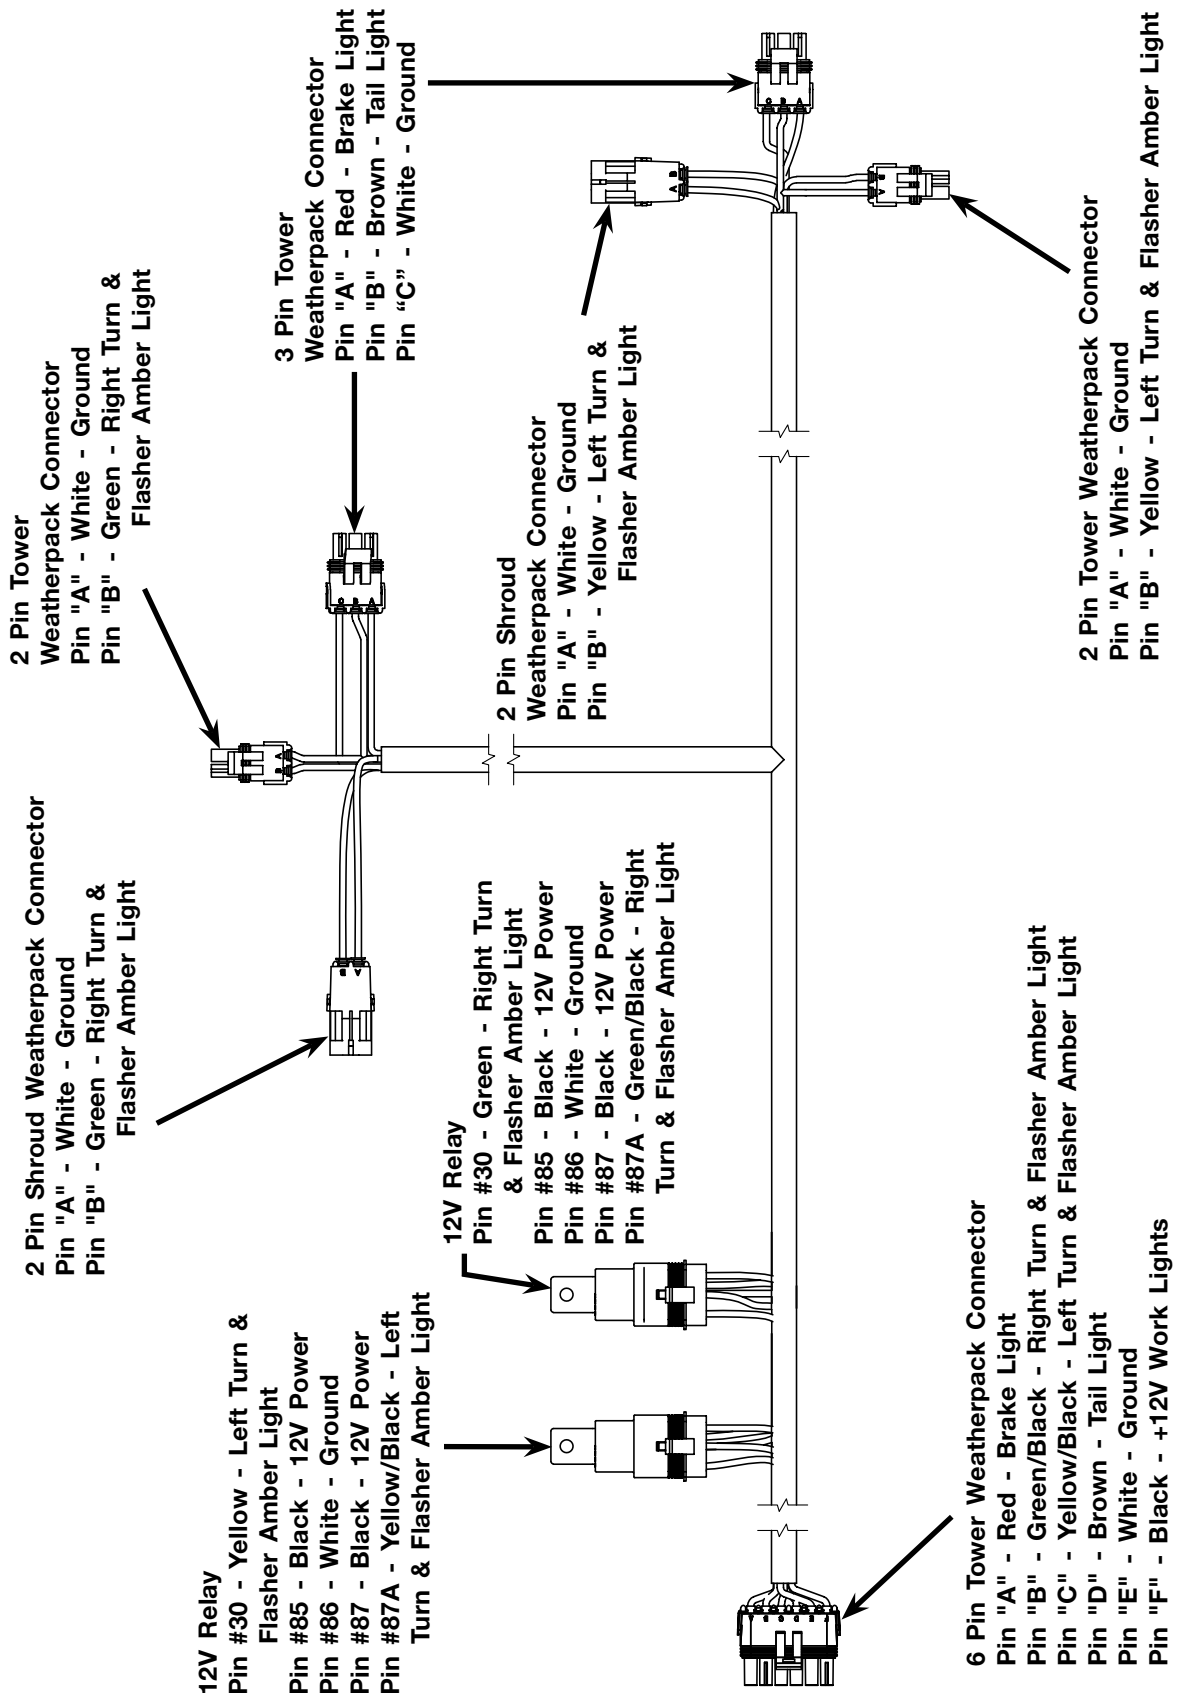 2 Pin Shroud Weatherpack Connector
Pin "A" - White - Ground
Pin "B" - Green - Right Turn &
Flasher Amber Light
2 Pin Tower
Weatherpack Connector
Pin "A" - White - Ground
Pin "B" - Green - Right Turn &
Flasher Amber Light
3 Pin Tower
Weatherpack Connector
Pin "A" - Red - Brake Light
Pin "B" - Brown - Tail Light
Pin “C” - White - Ground
12V Relay
Pin #30 - Yellow - Left Turn &
Flasher Amber Light
Pin #85 - Black - 12V Power
Pin #86 - White - Ground
Pin #87 - Black - 12V Power
Pin #87A - Yellow/Black - Left
Turn & Flasher Amber Light
12V Relay
Pin #30 - Green - Right Turn
& Flasher Amber Light
Pin #85 - Black - 12V Power
Pin #86 - White - Ground
Pin #87 - Black - 12V Power
Pin #87A - Green/Black - Right
Turn & Flasher Amber Light
2 Pin Shroud
Weatherpack Connector
Pin "A" - White - Ground
Pin "B" - Yellow - Left Turn &
Flasher Amber Light
6 Pin Tower Weatherpack Connector
Pin "A" - Red - Brake Light
Pin "B" - Green/Black - Right Turn & Flasher Amber Light
Pin "C" - Yellow/Black - Left Turn & Flasher Amber Light
Pin "D" - Brown - Tail Light
Pin "E" - White - Ground
Pin "F" - Black - +12V Work Lights
2 Pin Tower Weatherpack Connector
Pin "A" - White - Ground
Pin "B" - Yellow - Left Turn & Flasher Amber Light
B A
C B A
A B
A B
C B A
A B